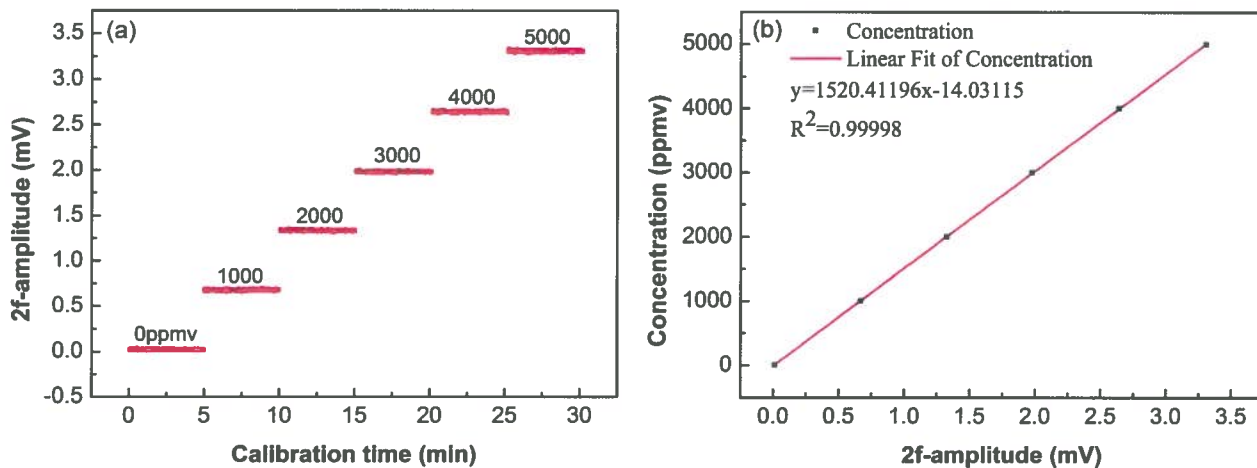 (a)
3.5
3.0
2.5
2.0
1.5
1.0
0.5
0.0
-0.5
2f-amplitude (mV)
0ppmv
1000
2000
3000
4000
5000
0 5 10 15 20 25 30
Calibration time (min)
(b)
Concentration
Linear Fit of Concentration
y=1520.41196x-14.03115
R²=0.99998
5000
4000
3000
2000
1000
0
Concentration (ppmv)
0.0 0.5 1.0 1.5 2.0 2.5 3.0 3.5
2f-amplitude (mV)